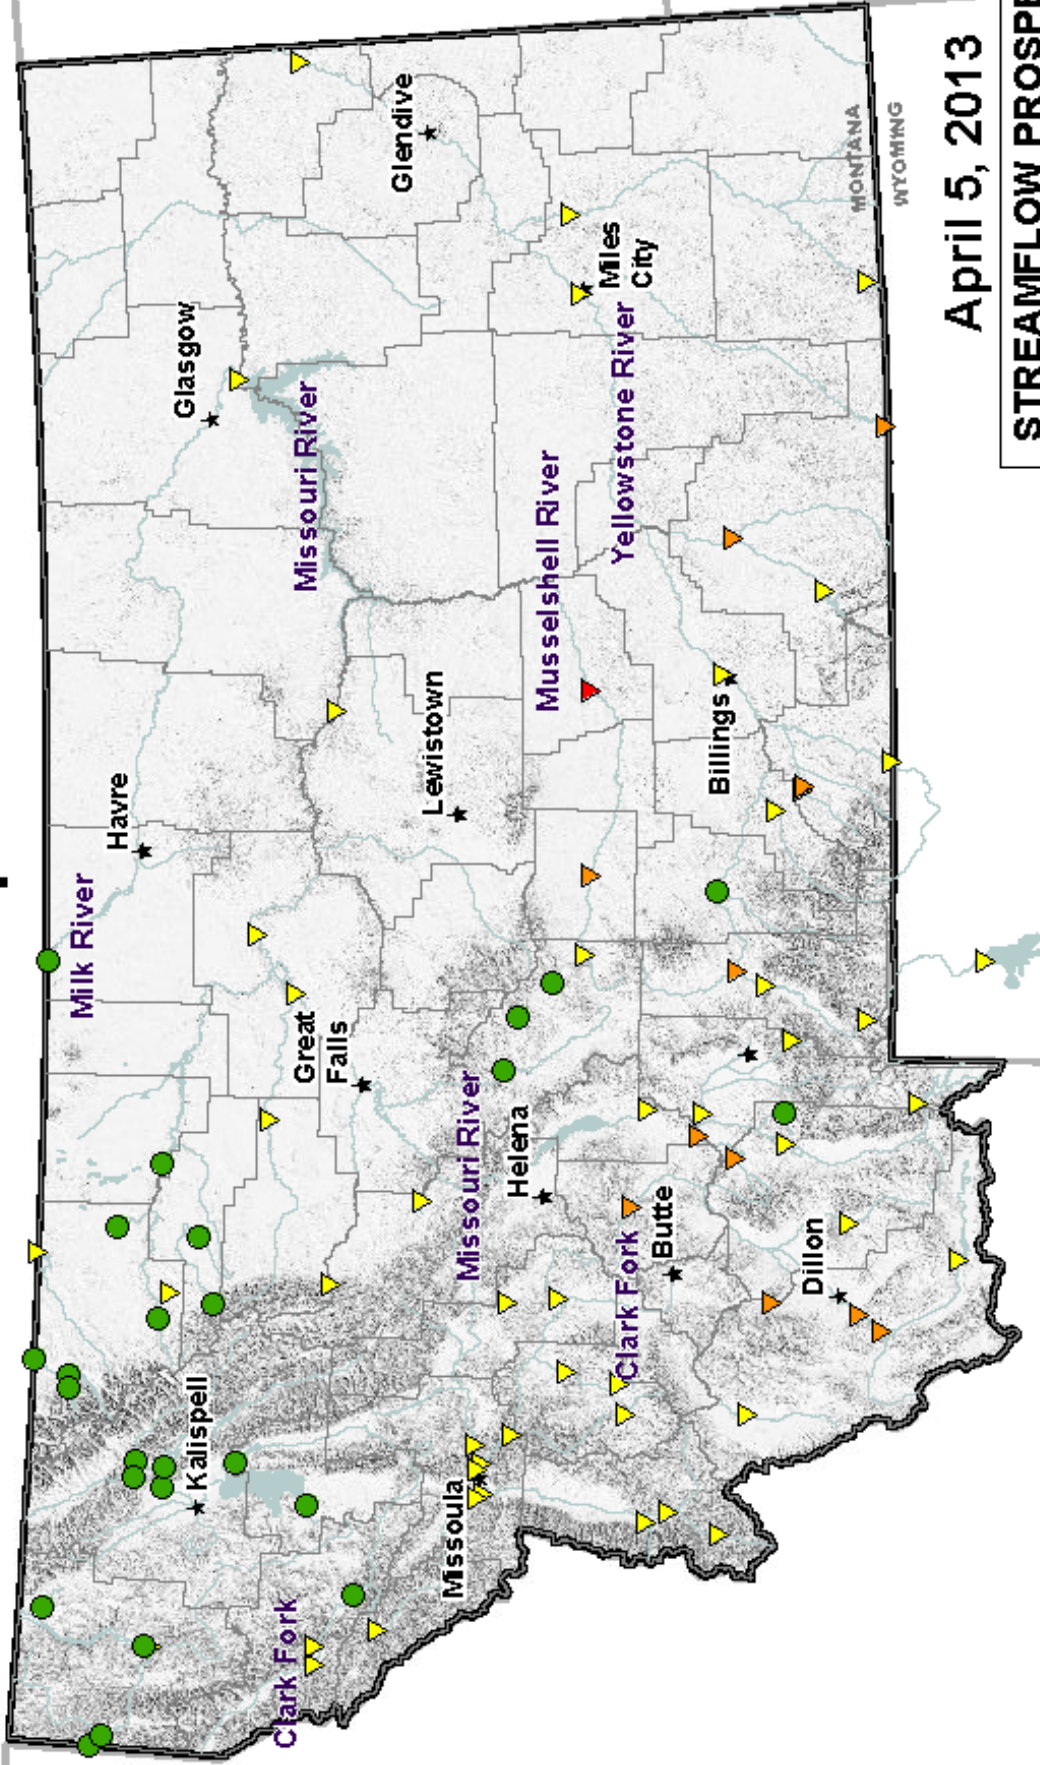 Milk River
Havre
Glasgow
Kalispell
Clark Fork
Great
Falls
Missouri River
Glendive
Lewistown
Missoula
Missouri River
Helena
Musselshell River
Miles
City
Yellowstone River
Clark Fork
Butte
Billings
Dillon
MONTANA
WYOMING
April 5, 2013
STREAMFLOW